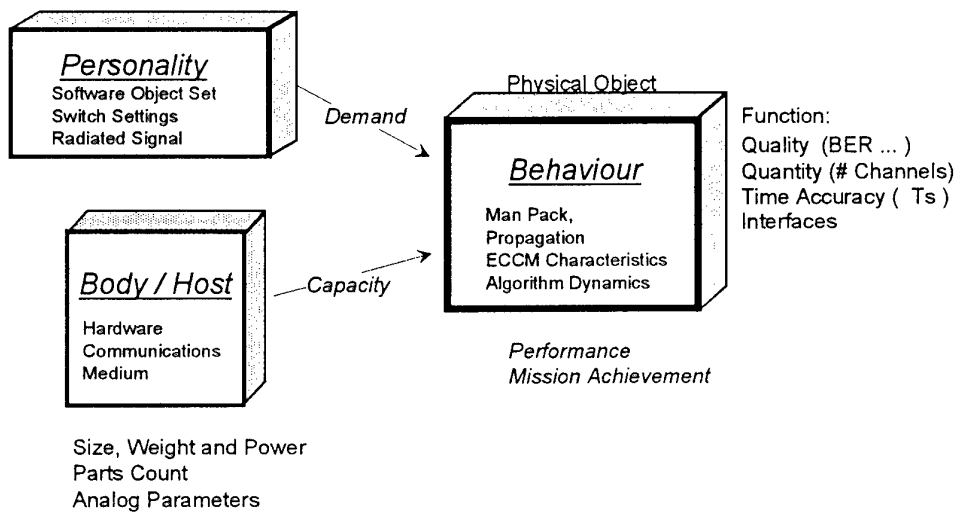 Personality
Software Object Set
Switch Settings
Radiated Signal
Demand
Physical Object
Behaviour
Man Pack,
Propagation
ECCM Characteristics
Algorithm Dynamics
Function:
Quality (BER ... )
Quantity (# Channels)
Time Accuracy ( Ts )
Interfaces
Body / Host
Hardware
Communications
Medium
Capacity
Performance
Mission Achievement
Size, Weight and Power
Parts Count
Analog Parameters